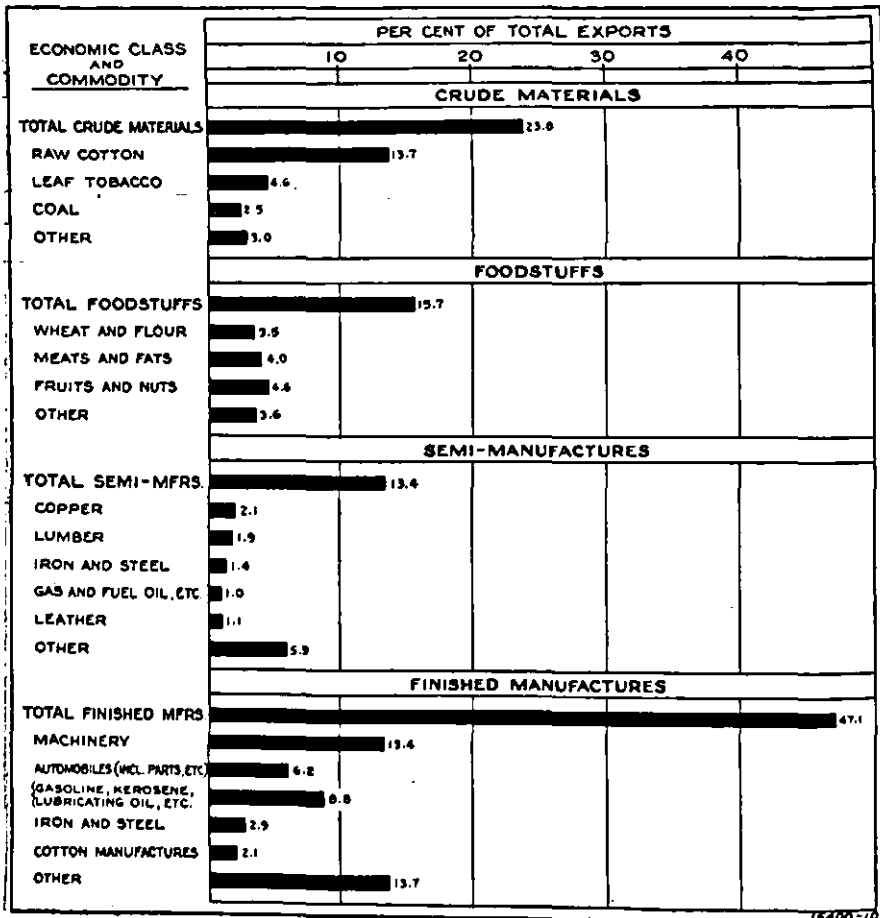 ECONOMIC CLASS
AND
COMMODITY
PER CENT OF TOTAL EXPORTS
10 20 30 40
CRUDE MATERIALS
TOTAL CRUDE MATERIALS 23.8
RAW COTTON 13.7
LEAF TOBACCO 4.6
COAL 2.5
OTHER 3.0
FOODSTUFFS
TOTAL FOODSTUFFS 15.7
WHEAT AND FLOUR 3.5
MEATS AND FATS 4.0
FRUITS AND NUTS 4.6
OTHER 3.6
SEMI-MANUFACTURES
TOTAL SEMI-MFRS. 13.4
COPPER 2.1
LUMBER 1.9
IRON AND STEEL 1.4
GAS AND FUEL OIL, ETC. 1.0
LEATHER 1.1
OTHER 5.9
FINISHED MANUFACTURES
TOTAL FINISHED MFRS. 47.1
MACHINERY 13.4
AUTOMOBILES (INCL. PARTS, ETC) 6.2
(GASOLINE, KEROSENE,
(LUBRICATING OIL, ETC. 8.8
IRON AND STEEL 2.9
COTTON MANUFACTURES 2.1
OTHER 13.7